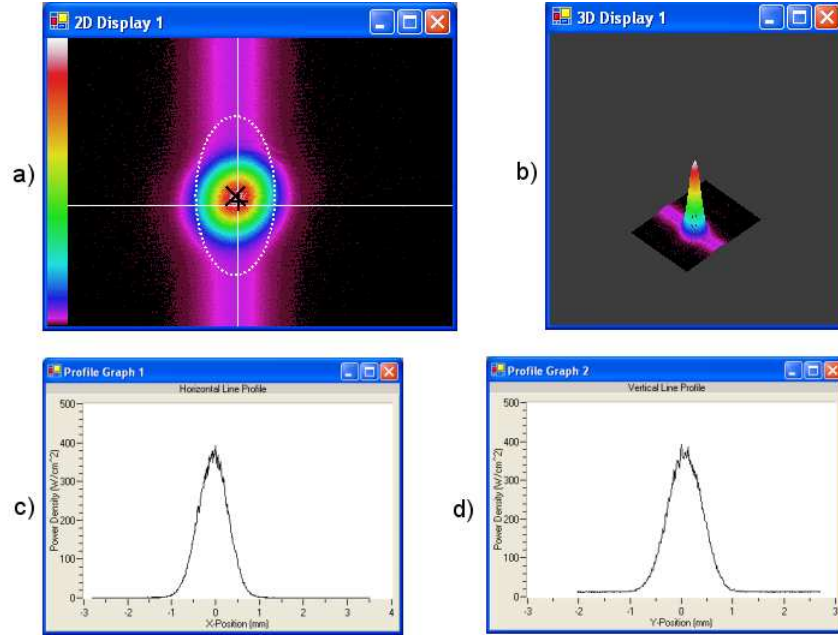 2D Display 1
3D Display 1
a)
b)
Profile Graph 1
Horizontal Line Profile
500
400
300
200
100
0
Power Density (W/cm^2)
-3
-2
-1
0
1
2
3
4
X-Position (mm)
c)
Profile Graph 2
Vertical Line Profile
500
400
300
200
100
0
Power Density (W/cm^2)
-3
-2
-1
0
1
2
3
Y-Position (mm)
d)